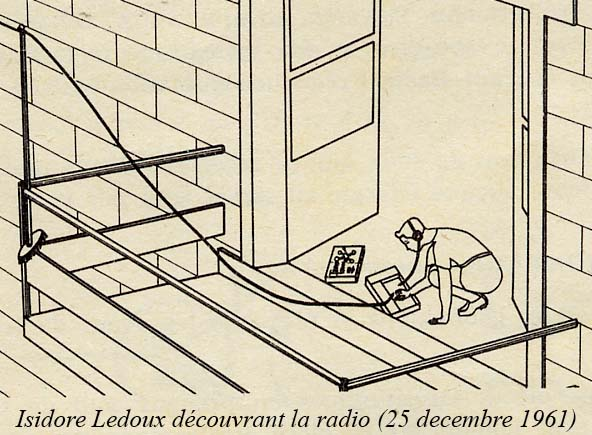 Isidore Ledoux découvrant la radio (25 decembre 1961)